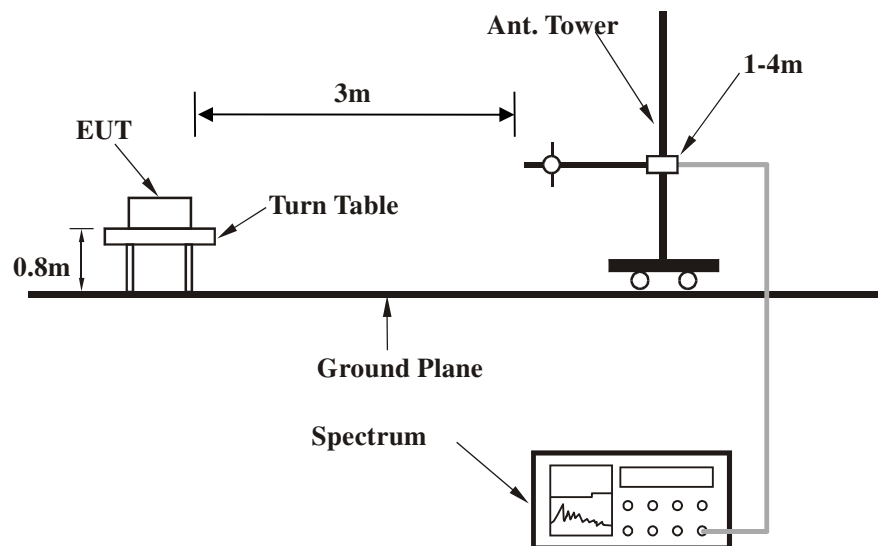 Ant. Tower
1-4m
3m
EUT
Turn Table
0.8m
Ground Plane
Spectrum